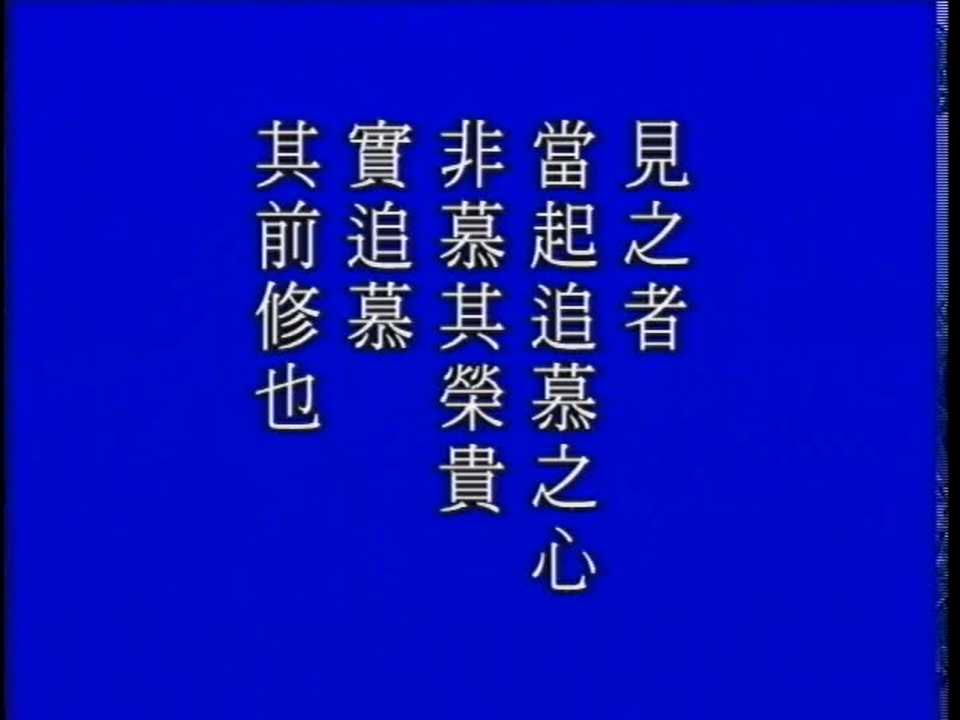 見之者
當起追慕之心
非慕其榮貴
實追慕
其前修也